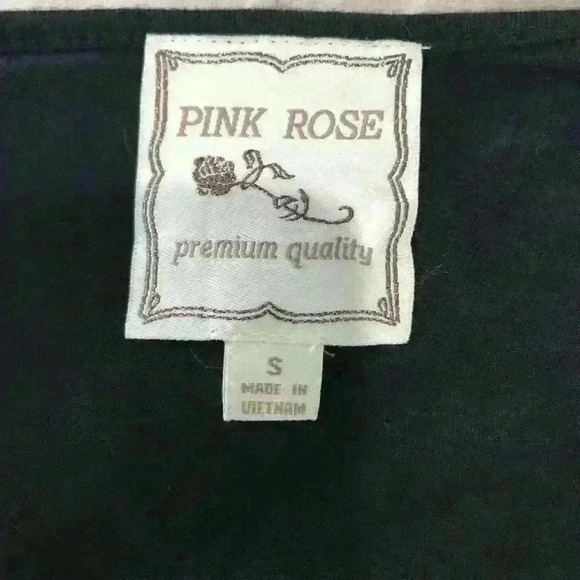 PINK ROSE
premium quality
S
MADE IN
VIETNAM